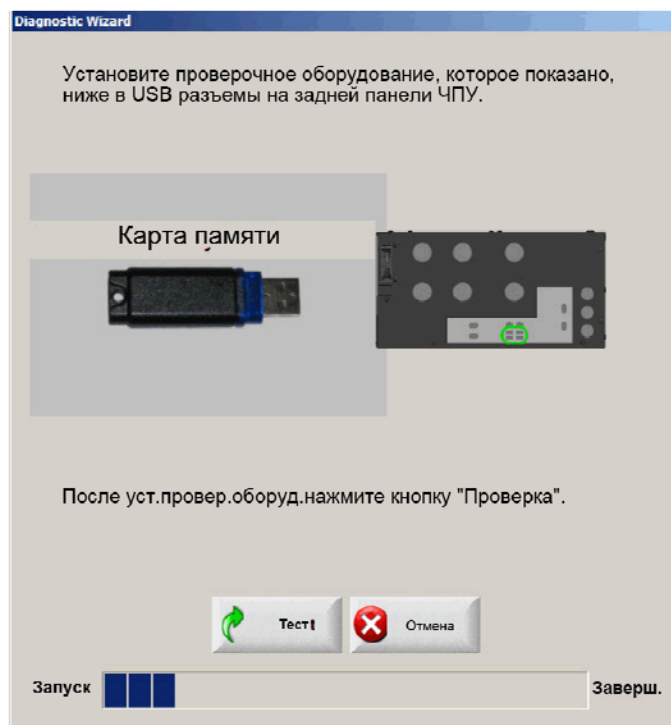 Diagnostic Wizard
Установите проверочное оборудование, которое показано,
ниже в USB разъемы на задней панели ЧПУ.
Карта памяти
После уст.провер.оборуд.нажмите кнопку "Проверка".
Тест!
Отмена
Запуск
Заверш.